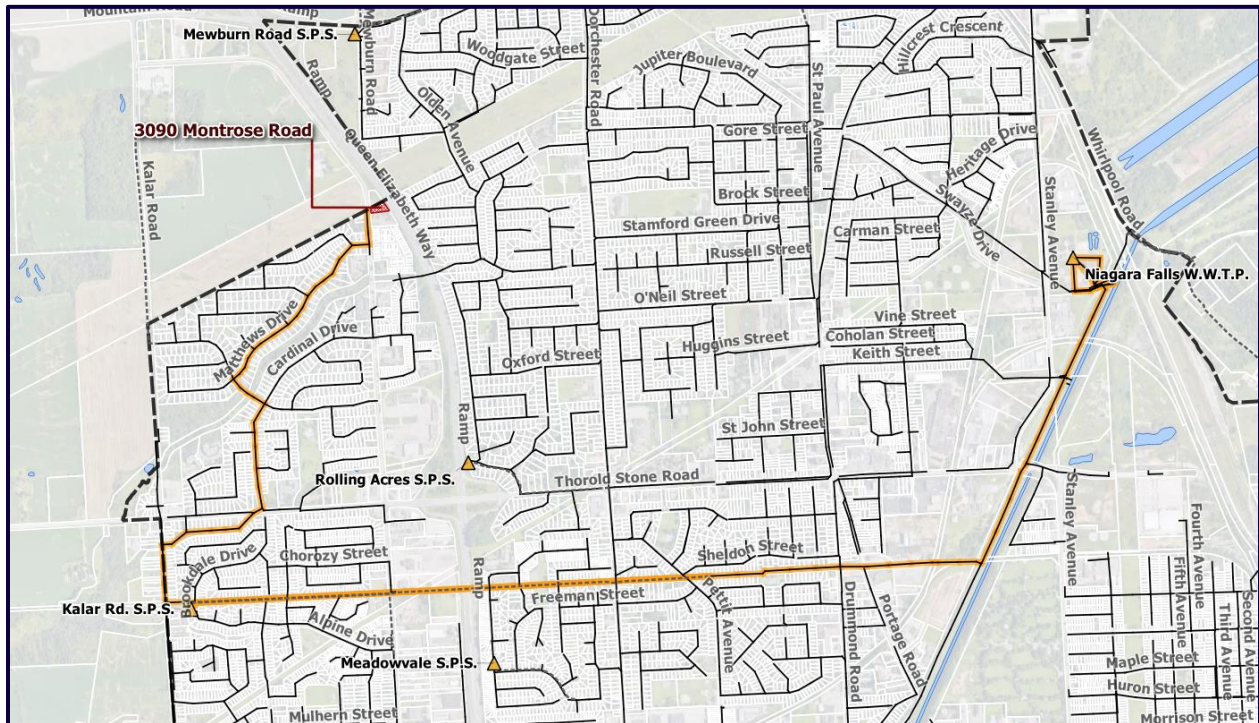 Mountain Road
Ramp
Mewburn Road S.P.S.
Mewburn Road
Woodgate Street
Dorchester Road
Jupiter Boulevard
St Paul Avenue
Hillcrest Crescent
Ramp
Olden Avenue
3090 Montrose Road
Gore Street
Heritage Drive
Whirlpool Road
Kalar Road
Queen Elizabeth Way
Brock Street
Swayze Drive
Stanley Avenue
Stamford Green Drive
Carman Street
Russell Street
Niagara Falls W.W.T.P.
O'Neil Street
Vine Street
Matthews Drive
Cardinal Drive
Huggins Street
Coholan Street
Keith Street
Oxford Street
Ramp
St John Street
Rolling Acres S.P.S.
Thorold Stone Road
Stanley Avenue
Fourth Avenue
Fifth Avenue
Third Avenue
Second Avenue
Brookdale Drive
Chorozy Street
Ramp
Sheldon Street
Kalar Rd. S.P.S.
Freeman Street
Pettit Avenue
Drummond Road
Portage Road
Alpine Drive
Meadowvale S.P.S.
Maple Street
Huron Street
Mulhern Street
Morrison Street